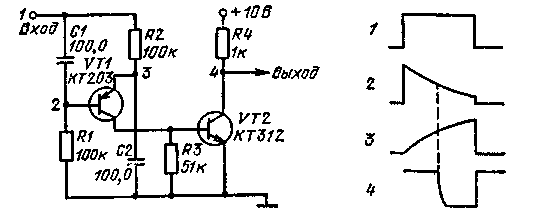 1
Вход
C1
100,0
R2
100к
+10В
R4
1к
VT1
КТ203
3
4
Выход
2
VT2
КТ312
R1
100к
C2
100,0
R3
51к
1
2
3
4